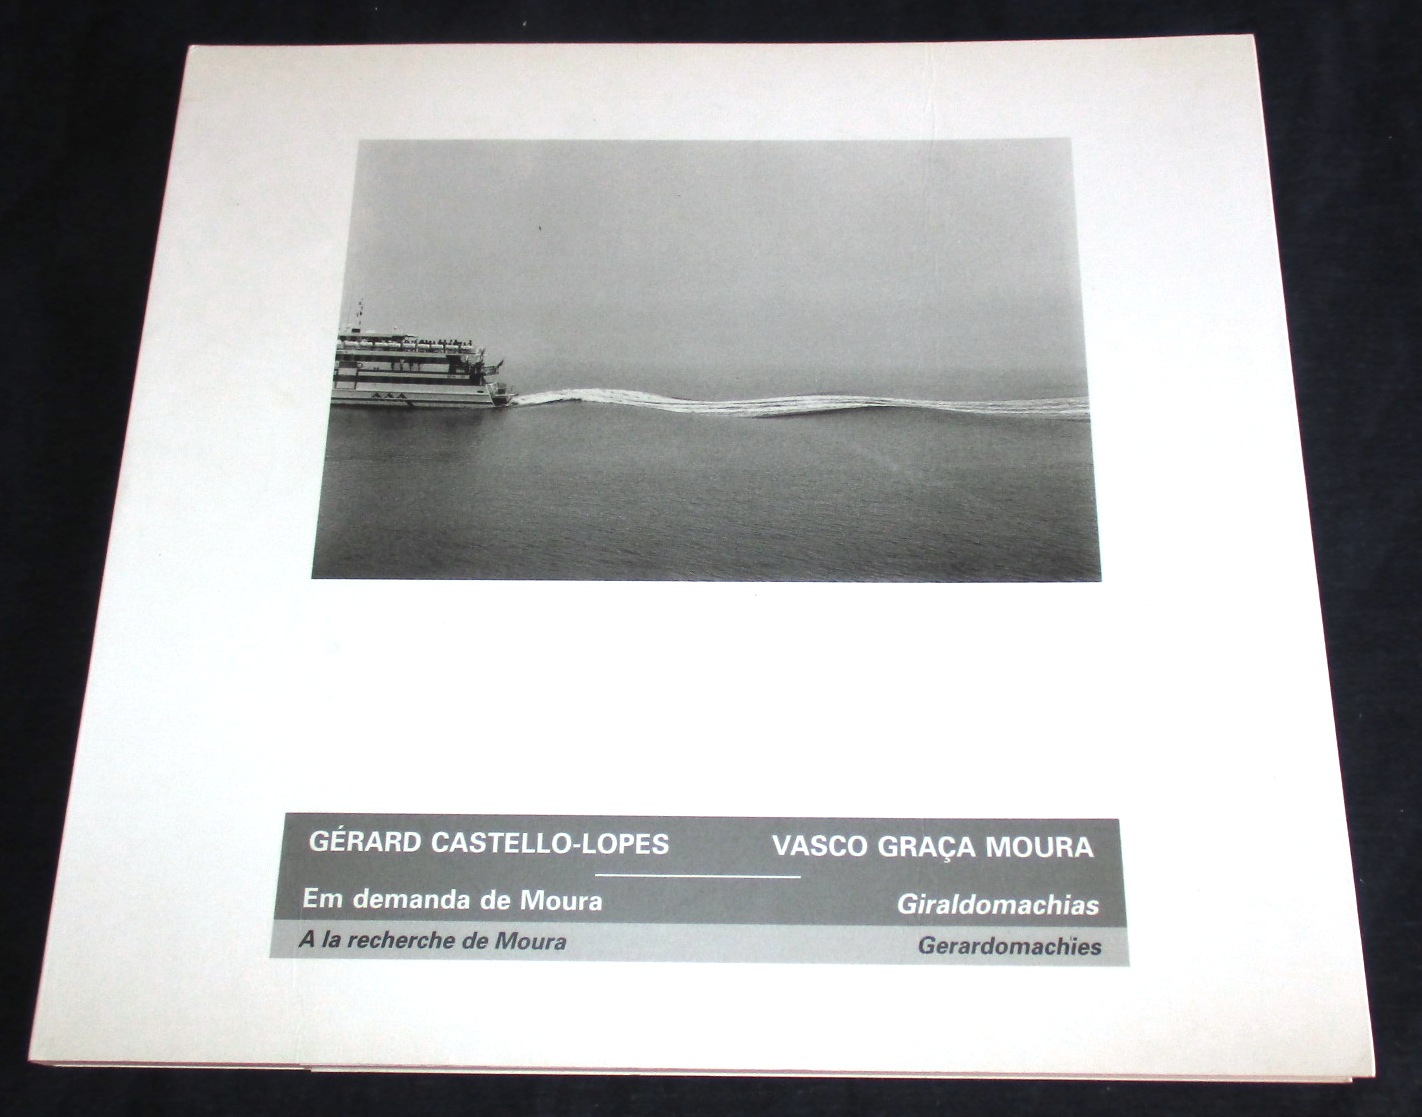 GÉRARD CASTELLO-LOPES VASCO GRAÇA MOURA
Em demanda de Moura Giraldomachias
A la recherche de Moura Gerardomachies